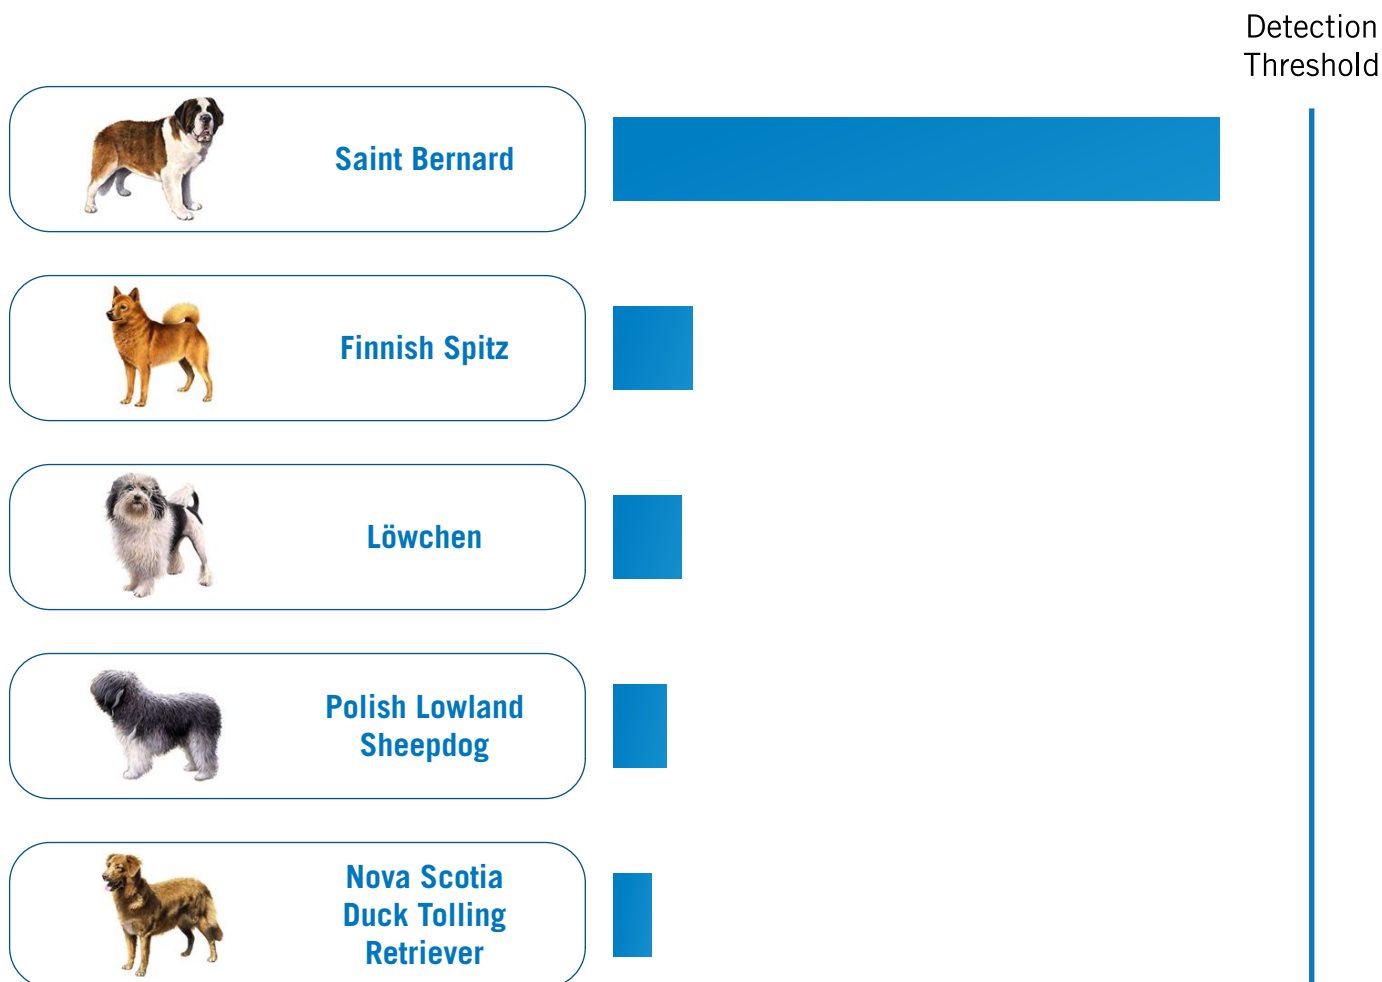 Detection
Threshold
Saint Bernard
Finnish Spitz
Löwchen
Polish Lowland
Sheepdog
Nova Scotia
Duck Tolling
Retriever